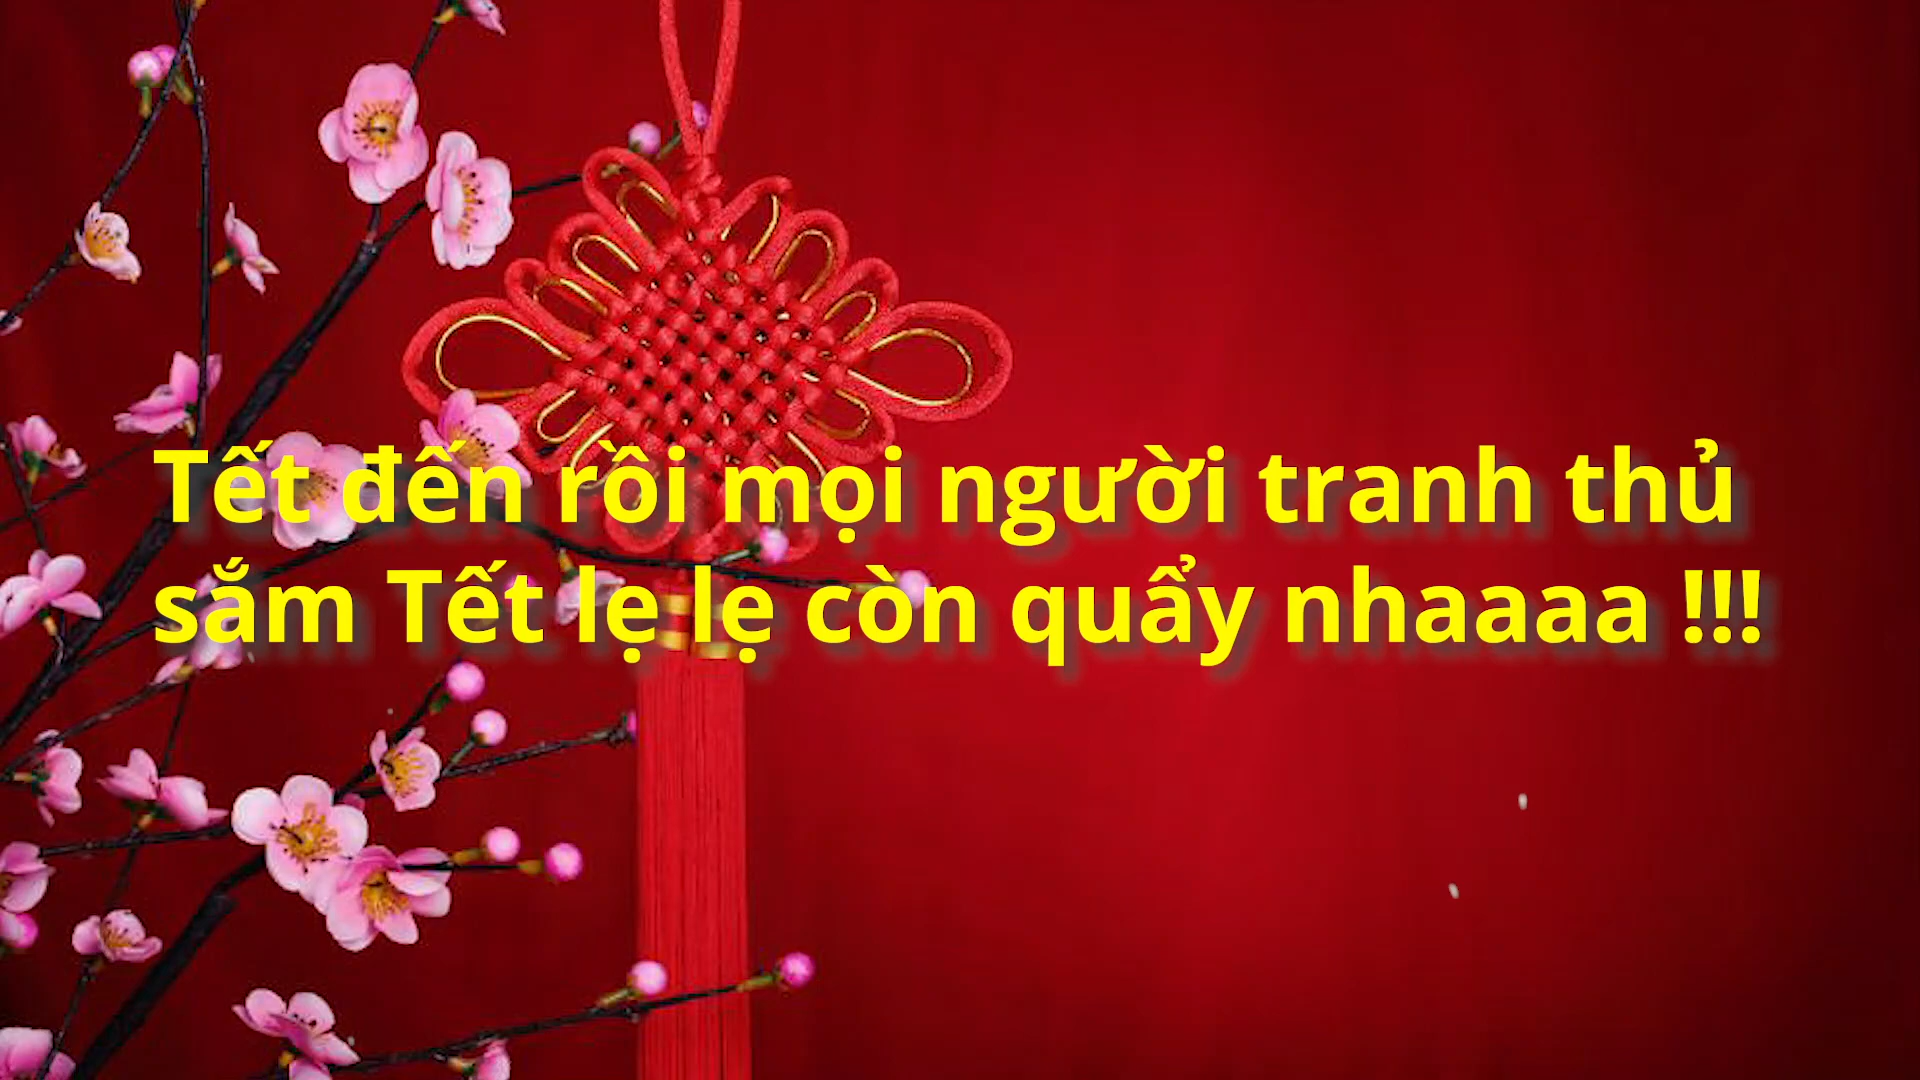 Tết đến rồi mọi người tranh thủ
sắm Tết lẹ lẹ còn quẩy nhaaaa !!!